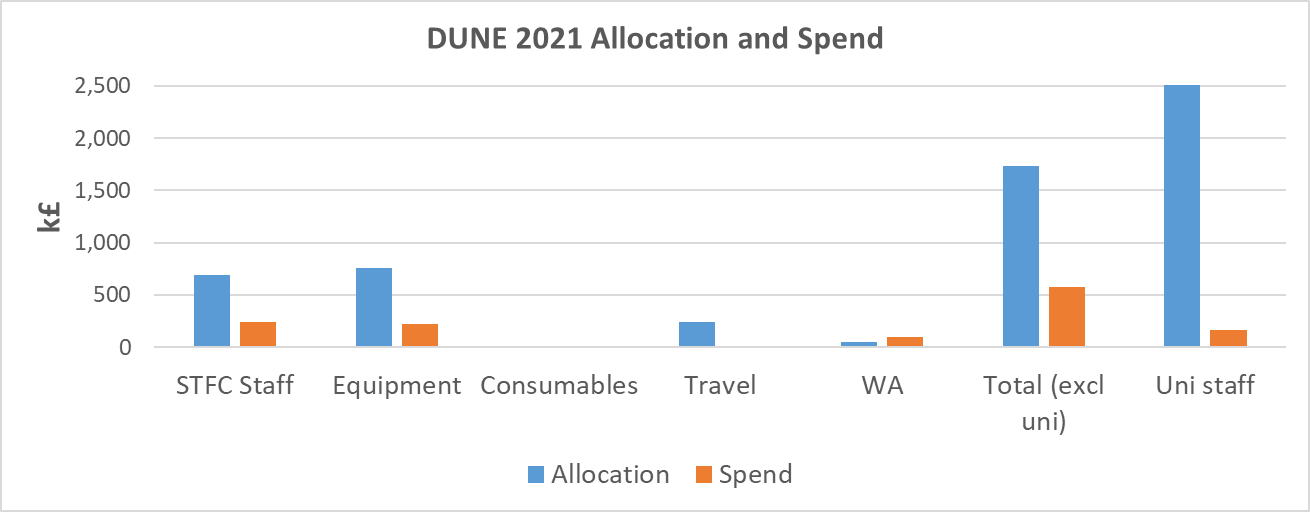 DUNE 2021 Allocation and Spend
k£
2,500
2,000
1,500
1,000
500
0
STFC Staff
Equipment
Consumables
Travel
WA
Total (excl
uni)
Uni staff
Allocation
Spend